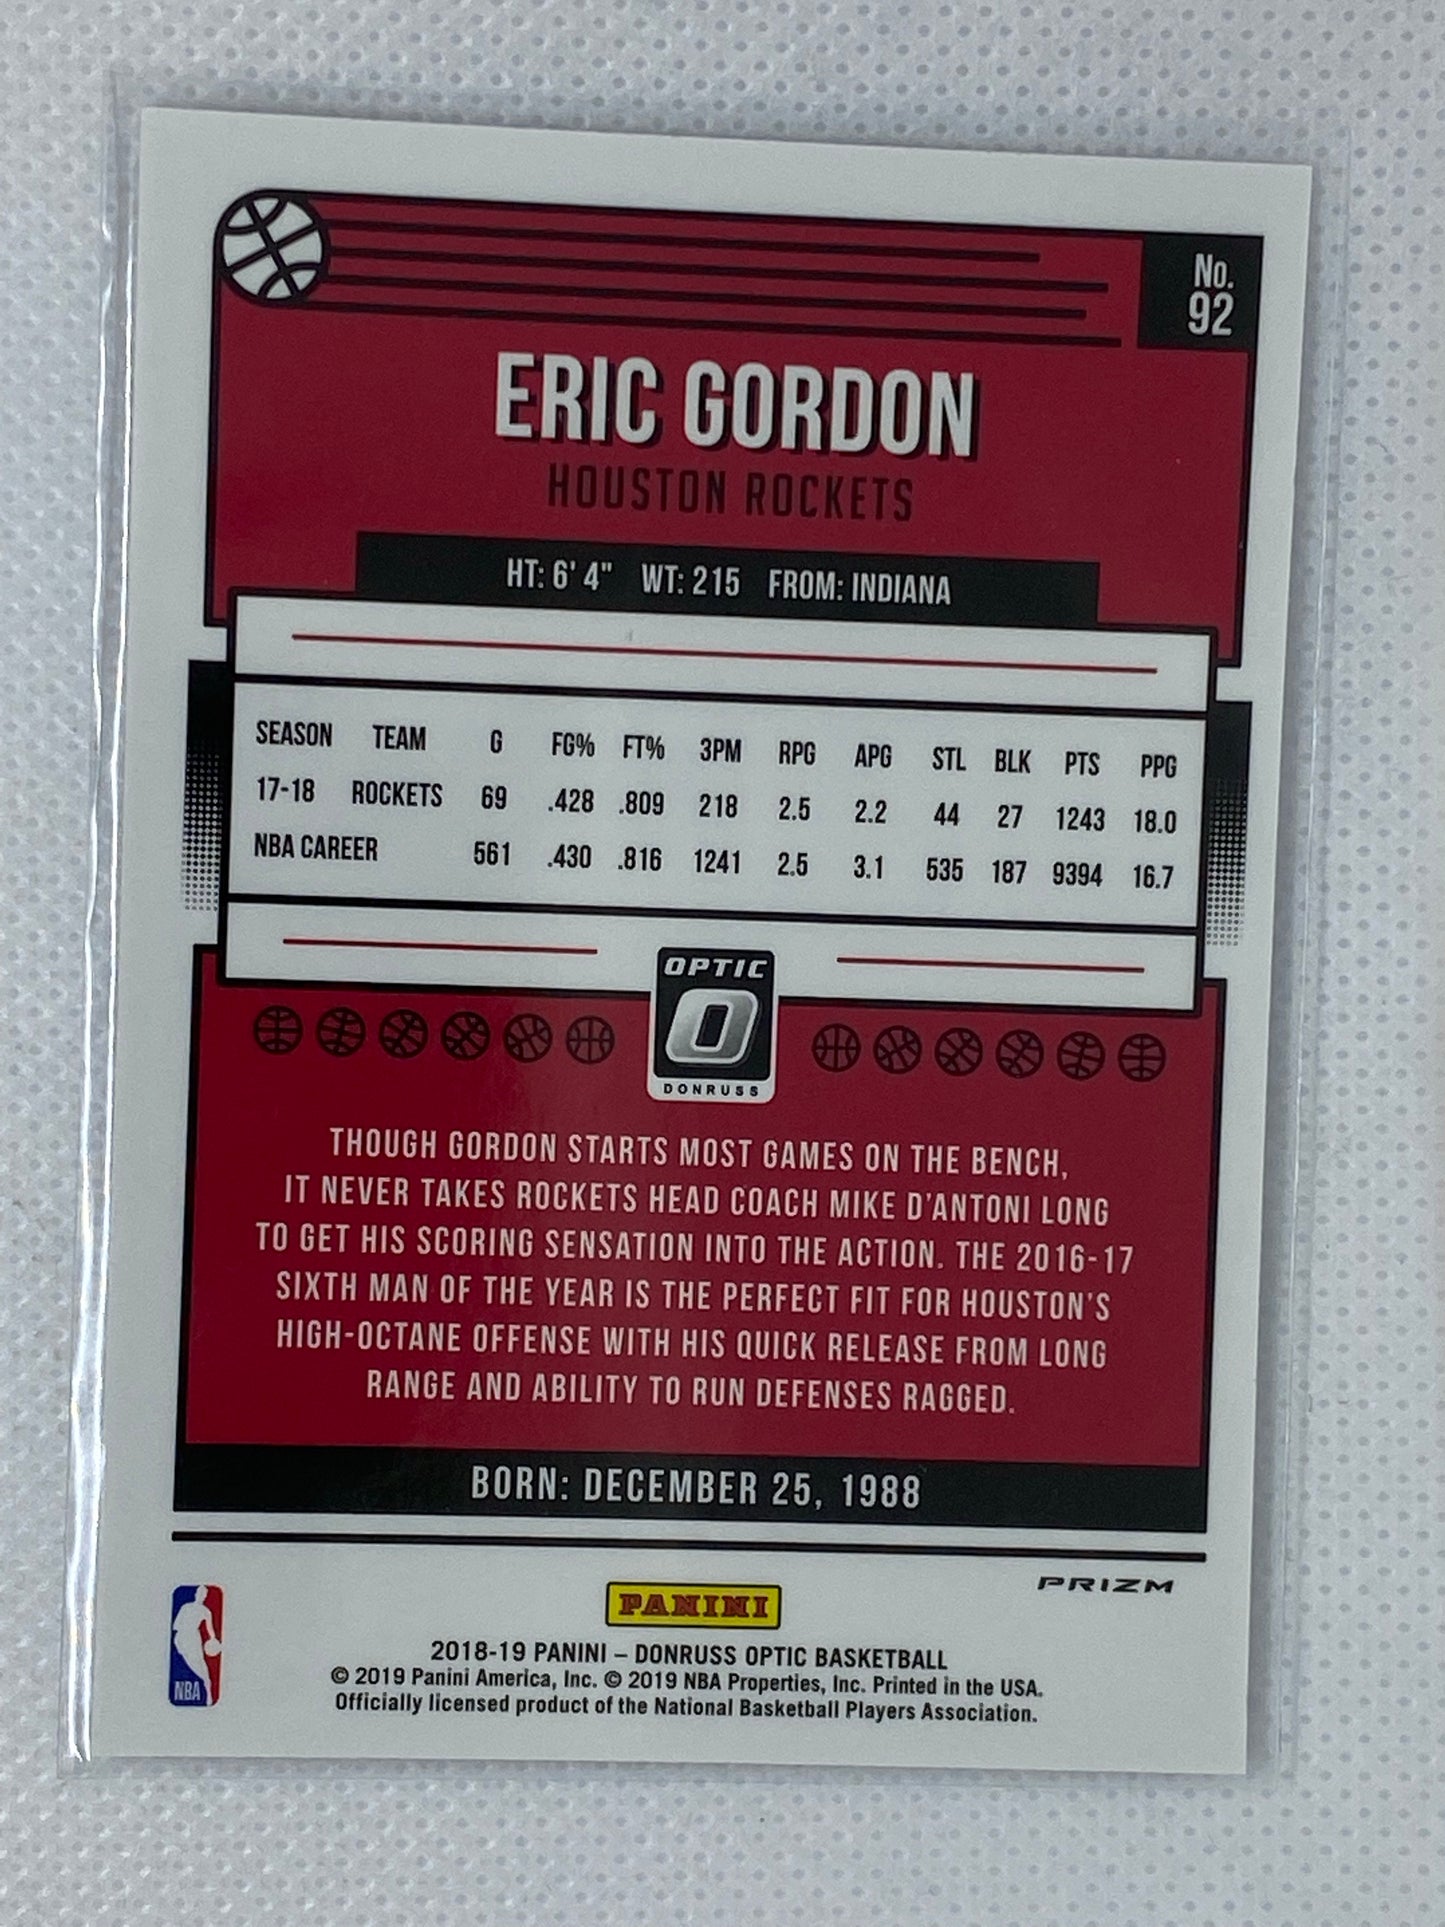 No.
92
ERIC GORDON
HOUSTON ROCKETS
HT: 6' 4" WT: 215 FROM: INDIANA
SEASON TEAM G FG% FT% 3PM RPG APG STL BLK PTS PPG
17-18 ROCKETS 69 .428 .809 218 2.5 2.2 44 27 1243 18.0
NBA CAREER 561 .430 .816 1241 2.5 3.1 535 187 9394 16.7
OPTIC
O
DONRUSS
THOUGH GORDON STARTS MOST GAMES ON THE BENCH,
IT NEVER TAKES ROCKETS HEAD COACH MIKE D'ANTONI LONG
TO GET HIS SCORING SENSATION INTO THE ACTION. THE 2016-17
SIXTH MAN OF THE YEAR IS THE PERFECT FIT FOR HOUSTON'S
HIGH-OCTANE OFFENSE WITH HIS QUICK RELEASE FROM LONG
RANGE AND ABILITY TO RUN DEFENSES RAGGED.
BORN: DECEMBER 25, 1988
PRIZM
PANINI
NBA
2018-19 PANINI – DONRUSS OPTIC BASKETBALL
© 2019 Panini America, Inc. © 2019 NBA Properties, Inc. Printed in the USA.
Officially licensed product of the National Basketball Players Association.